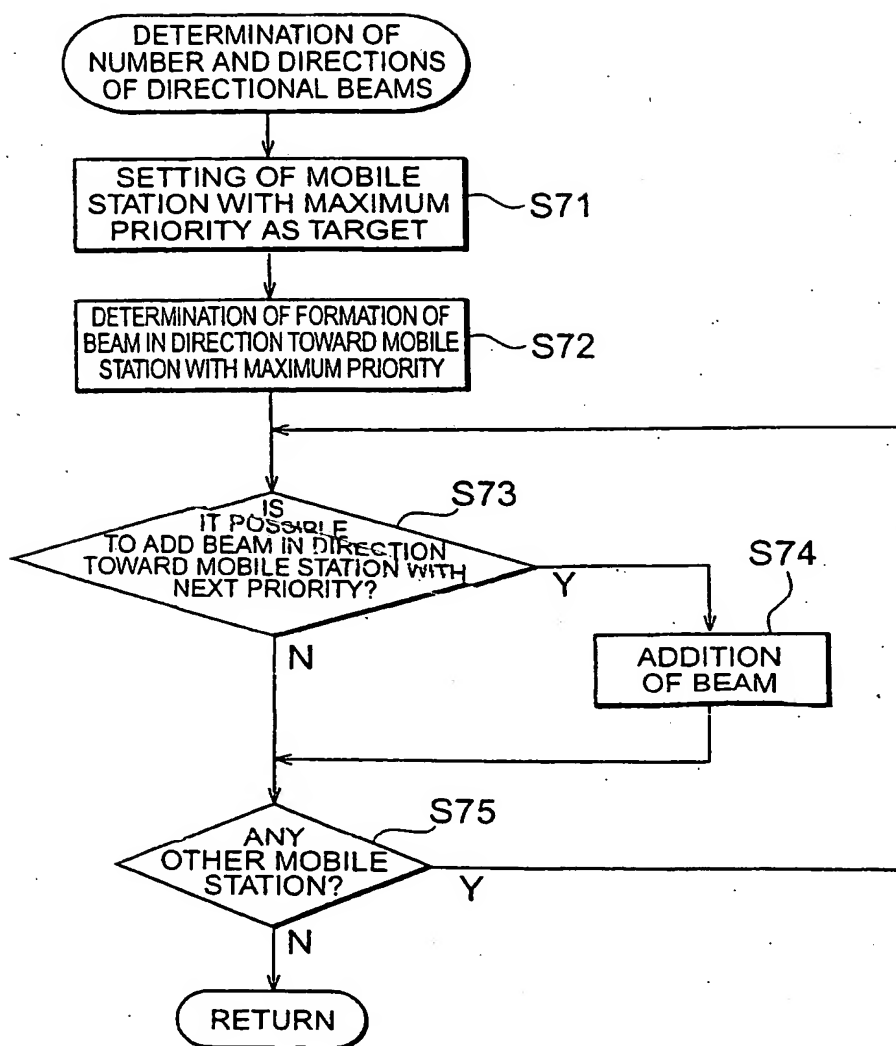 DETERMINATION OF
NUMBER AND DIRECTIONS
OF DIRECTIONAL BEAMS
SETTING OF MOBILE
STATION WITH MAXIMUM
PRIORITY AS TARGET
S71
DETERMINATION OF FORMATION OF
BEAM IN DIRECTION TOWARD MOBILE
STATION WITH MAXIMUM PRIORITY
S72
S73
IS
IT POSSIBLE
TO ADD BEAM IN DIRECTION
TOWARD MOBILE STATION WITH
NEXT PRIORITY?
Y
N
S74
ADDITION
OF BEAM
S75
ANY
OTHER MOBILE
STATION?
Y
N
RETURN